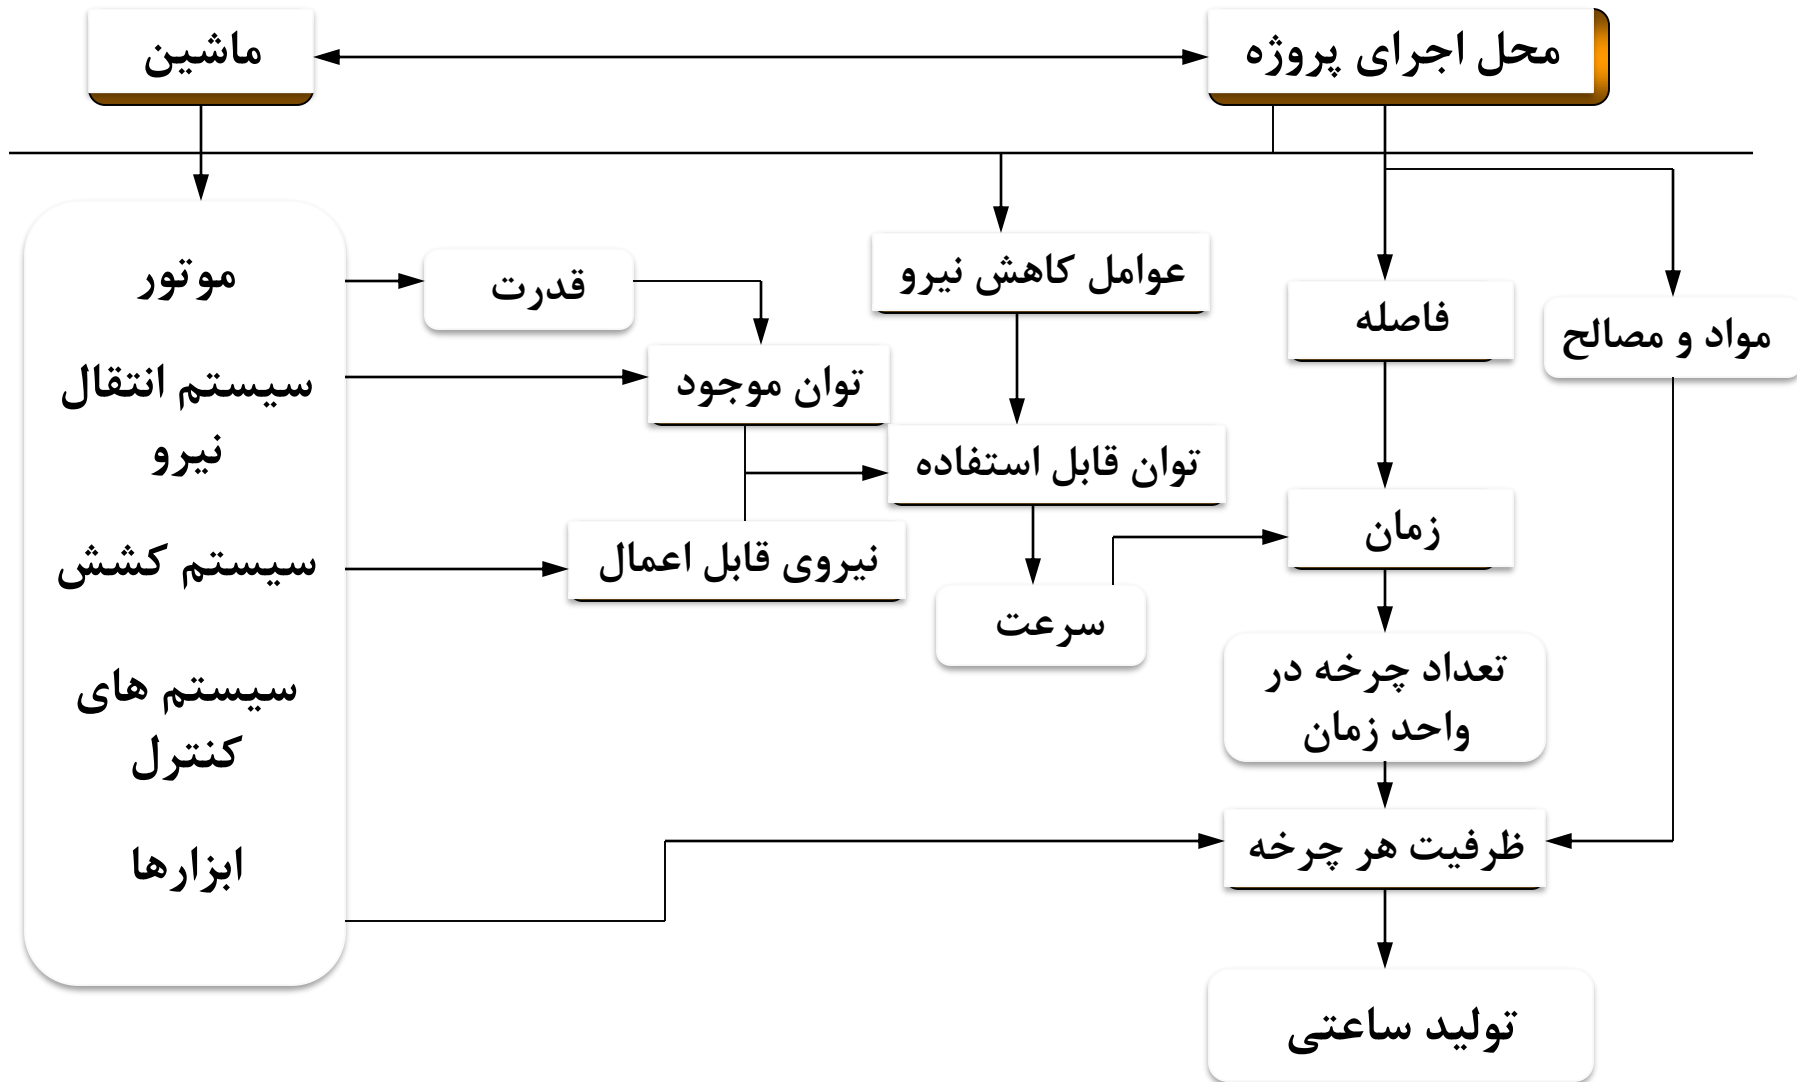 محل اجرای پروژه
ماشین
موتور
سیستم انتقال
نیرو
سیستم کشش
سیستم های
کنترل
ابزارها
قدرت
توان موجود
نیروی قابل اعمال
عوامل کاهش نیرو
توان قابل استفاده
سرعت
فاصله
مواد و مصالح
زمان
تعداد چرخه در
واحد زمان
ظرفیت هر چرخه
تولید ساعتی